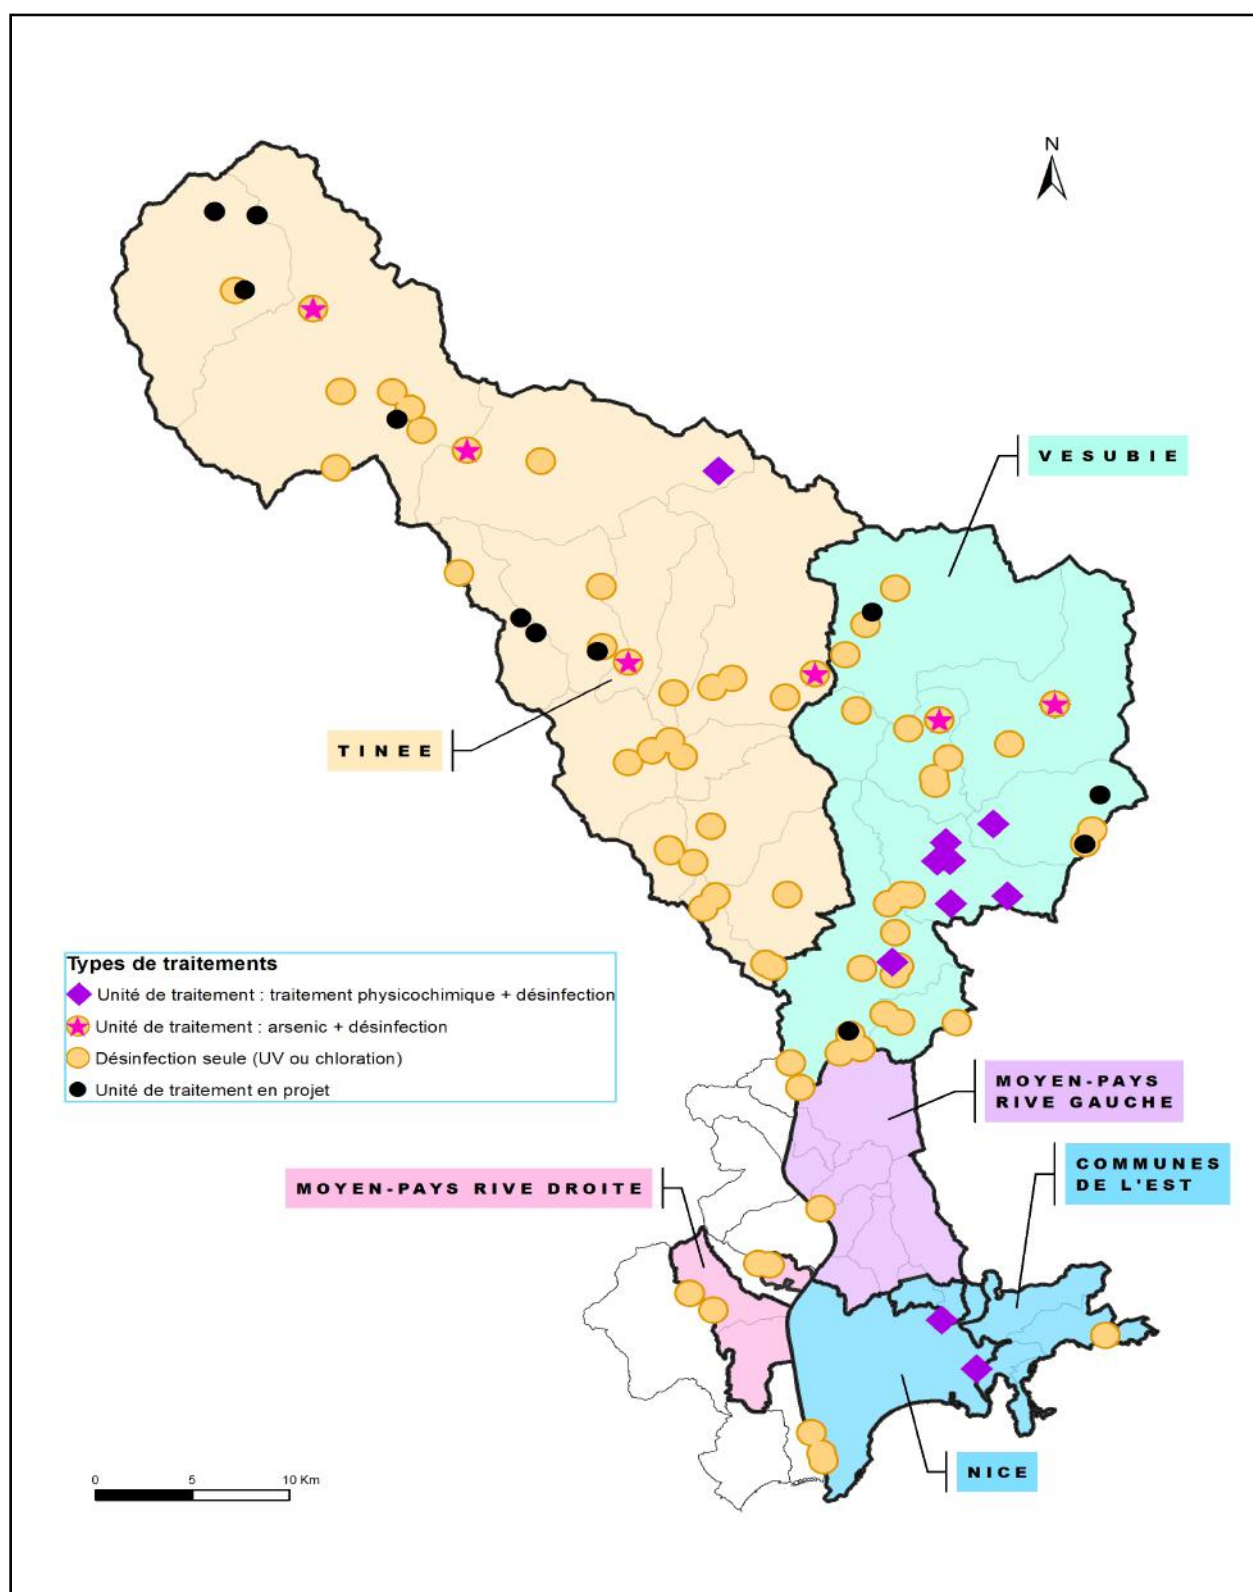 N
VESUBIE
TINEE
Types de traitements
Unité de traitement : traitement physicochimique + désinfection
Unité de traitement : arsenic + désinfection
Désinfection seule (UV ou chloration)
Unité de traitement en projet
MOYEN-PAYS
RIVE GAUCHE
COMMUNES
DE L'EST
MOYEN-PAYS RIVE DROITE
NICE
0 5 10 Km